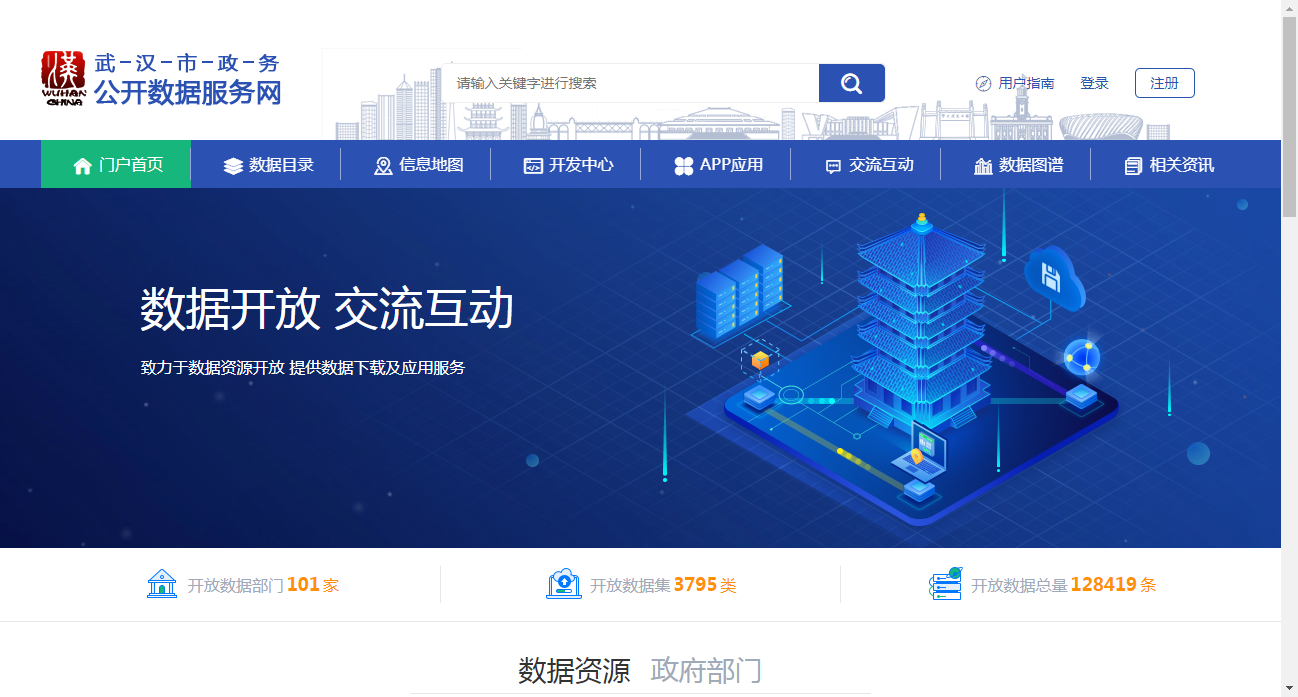 武-汉-市-政-务
公开数据服务网
WUHAN
CHINA
请输入关键字进行搜索
用户指南 登录 注册
门户首页 数据目录 信息地图 开发中心 APP应用 交流互动 数据图谱 相关资讯
数据开放 交流互动
致力于数据资源开放 提供数据下载及应用服务
开放数据部门 101 家 开放数据集 3795 类 开放数据总量 128419 条
数据资源 政府部门